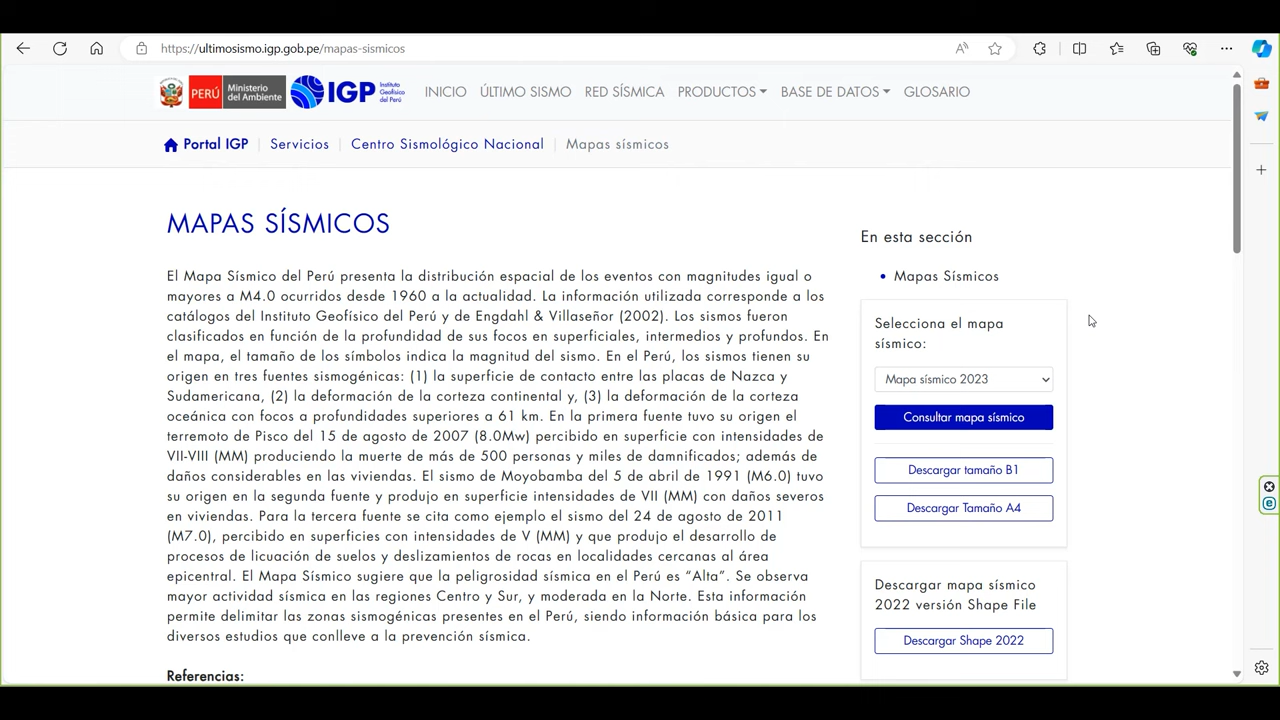 https://ultimosismo.igp.gob.pe/mapas-sismicos
PERÚ
Ministerio
del Ambiente
IGP
Instituto
Geofísico
del Perú
INICIO
ÚLTIMO SISMO
RED SÍSMICA
PRODUCTOS
BASE DE DATOS
GLOSARIO
Portal IGP
Servicios
Centro Sismológico Nacional
Mapas sísmicos
MAPAS SÍSMICOS
El Mapa Sísmico del Perú presenta la distribución espacial de los eventos con magnitudes igual o
mayores a M4.0 ocurridos desde 1960 a la actualidad. La información utilizada corresponde a los
catálogos del Instituto Geofísico del Perú y de Engdahl & Villaseñor (2002). Los sismos fueron
clasificados en función de la profundidad de sus focos en superficiales, intermedios y profundos. En
el mapa, el tamaño de los símbolos indica la magnitud del sismo. En el Perú, los sismos tienen su
origen en tres fuentes sismogénicas: (1) la superficie de contacto entre las placas de Nazca y
Sudamericana, (2) la deformación de la corteza continental y, (3) la deformación de la corteza
oceánica con focos a profundidades superiores a 61 km. En la primera fuente tuvo su origen el
terremoto de Pisco del 15 de agosto de 2007 (8.0Mw) percibido en superficie con intensidades de
VII-VIII (MM) produciendo la muerte de más de 500 personas y miles de damnificados; además de
daños considerables en las viviendas. El sismo de Moyobamba del 5 de abril de 1991 (M6.0) tuvo
su origen en la segunda fuente y produjo en superficie intensidades de VII (MM) con daños severos
en viviendas. Para la tercera fuente se cita como ejemplo el sismo del 24 de agosto de 2011
(M7.0), percibido en superficies con intensidades de V (MM) y que produjo el desarrollo de
procesos de licuación de suelos y deslizamientos de rocas en localidades cercanas al área
epicentral. El Mapa Sísmico sugiere que la peligrosidad sísmica en el Perú es “Alta”. Se observa
mayor actividad sísmica en las regiones Centro y Sur, y moderada en la Norte. Esta información
permite delimitar las zonas sismogénicas presentes en el Perú, siendo información básica para los
diversos estudios que conlleve a la prevención sísmica.
Referencias:
En esta sección
Mapas Sísmicos
Selecciona el mapa
sísmico:
Mapa sísmico 2023
Consultar mapa sísmico
Descargar tamaño B1
Descargar Tamaño A4
Descargar mapa sísmico
2022 versión Shape File
Descargar Shape 2022